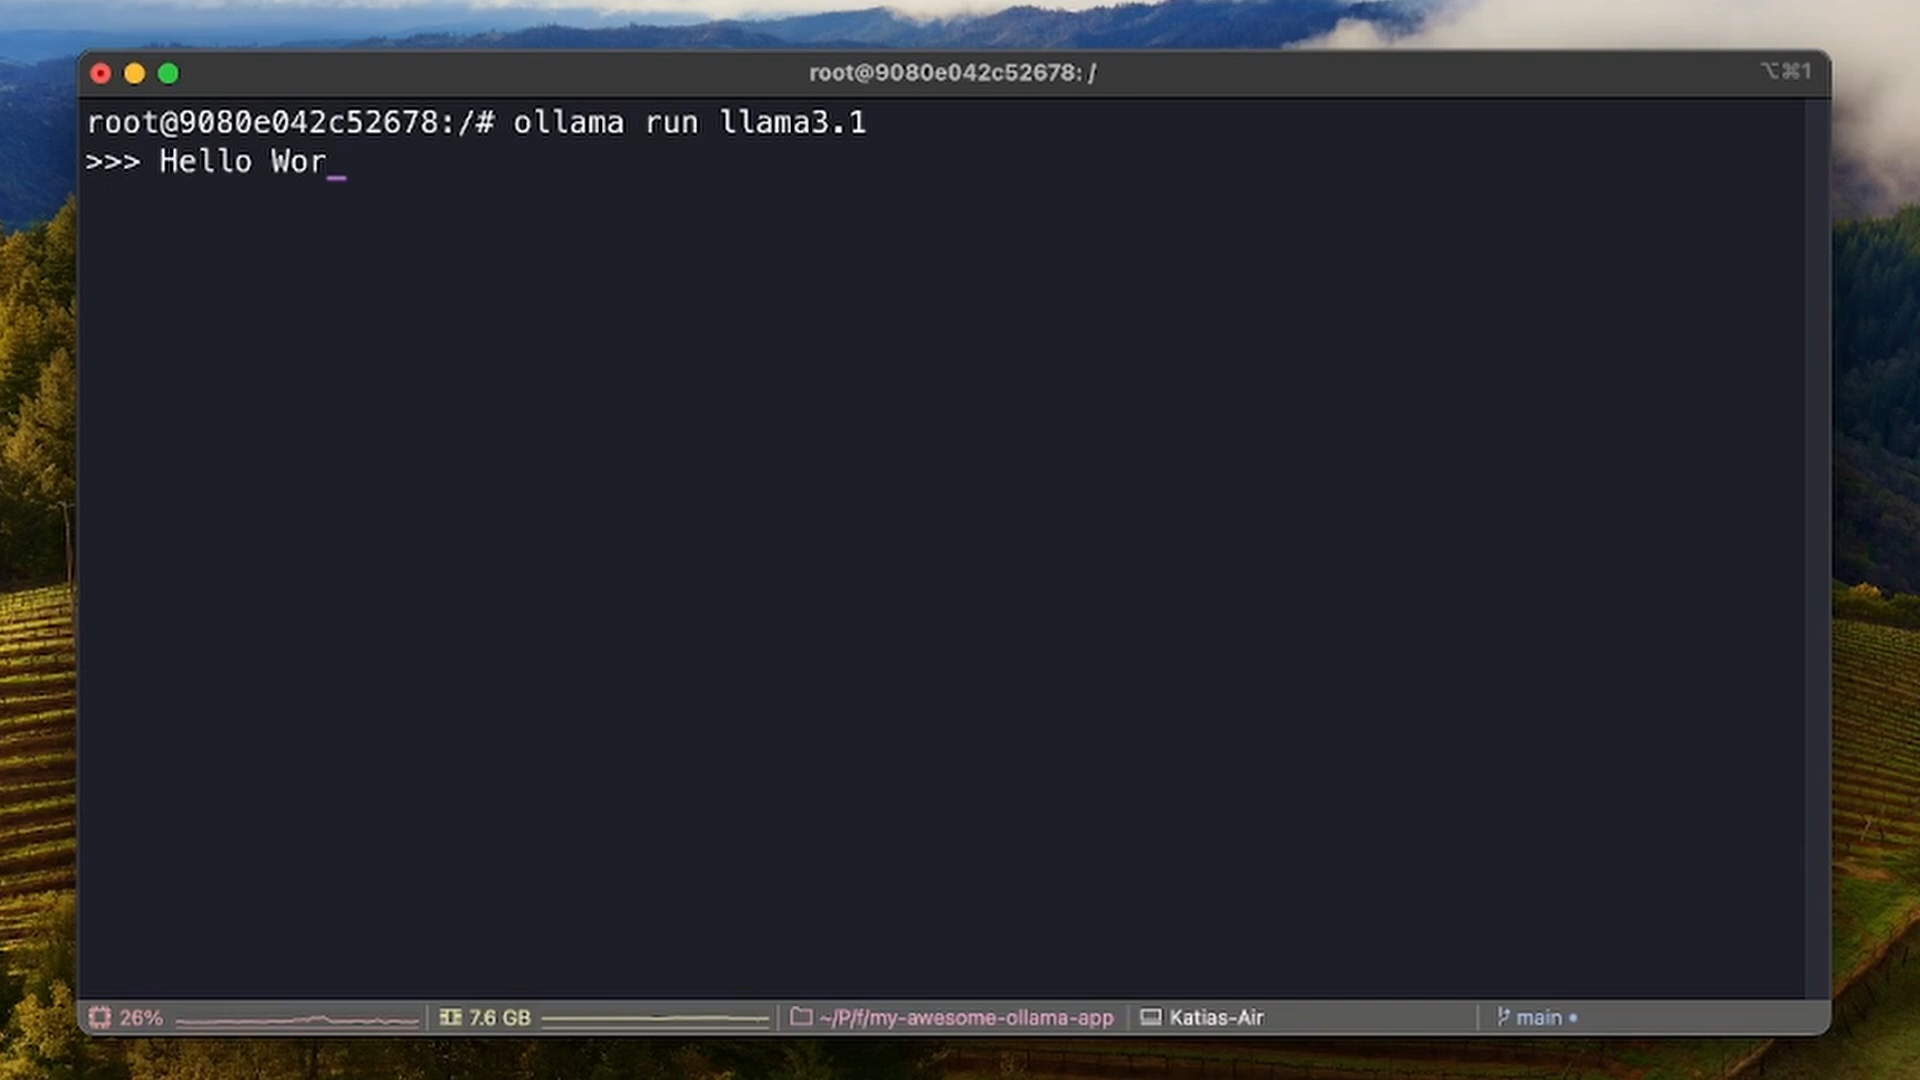 root@9080e042c52678: /
⌥⌘1
root@9080e042c52678:/# ollama run llama3.1
>>> Hello Wor_
26%
7.6 GB
~/P/f/my-awesome-ollama-app
Katias-Air
main •